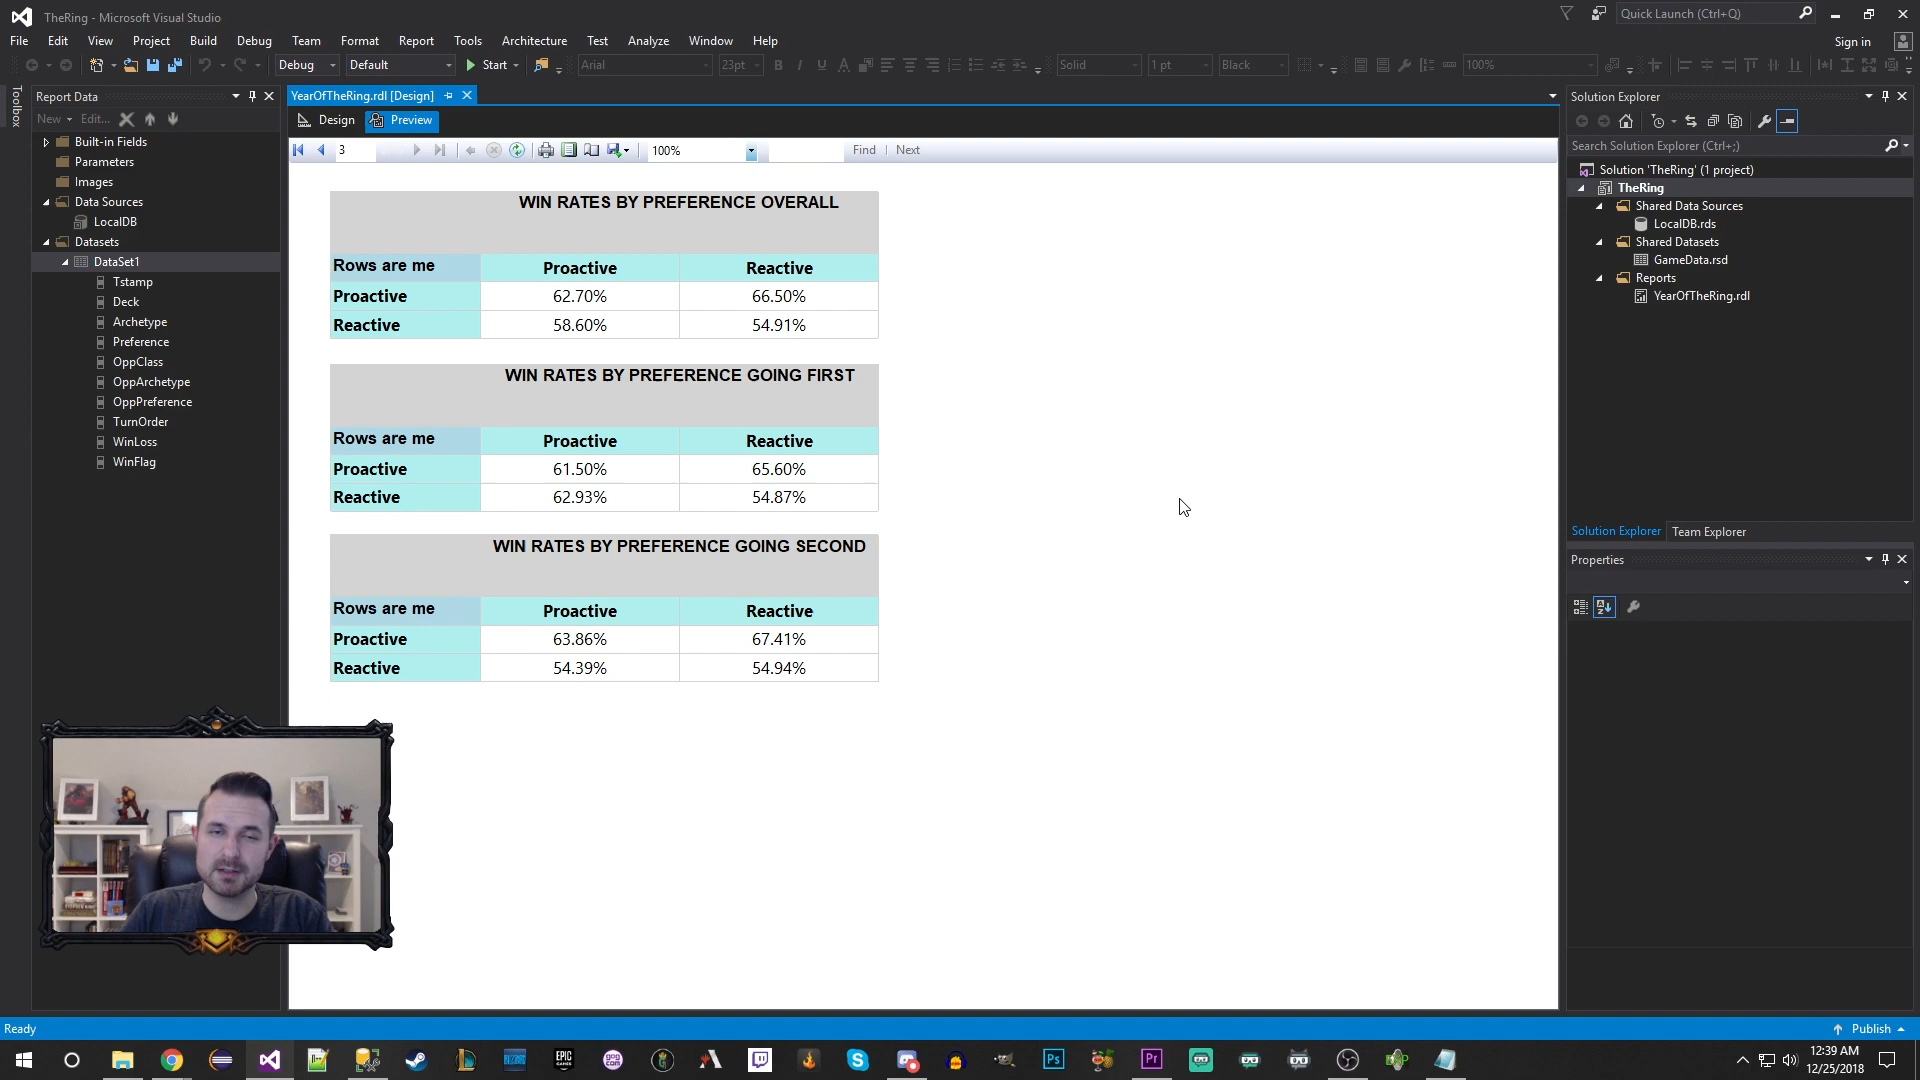 TheRing - Microsoft Visual Studio
Quick Launch (Ctrl+Q)
File Edit View Project Build Debug Team Format Report Tools Architecture Test Analyze Window Help
Sign in
Debug Default Start Arial 23pt B I U A Solid 1 pt Black 100%
Toolbox
Report Data
New Edit...
Built-in Fields
Parameters
Images
Data Sources
LocalDB
Datasets
DataSet1
Tstamp
Deck
Archetype
Preference
OppClass
OppArchetype
OppPreference
TurnOrder
WinLoss
WinFlag
YearOfTheRing.rdl [Design]
Design Preview
3 100% Find Next
WIN RATES BY PREFERENCE OVERALL
Rows are me Proactive Reactive
Proactive 62.70% 66.50%
Reactive 58.60% 54.91%
WIN RATES BY PREFERENCE GOING FIRST
Rows are me Proactive Reactive
Proactive 61.50% 65.60%
Reactive 62.93% 54.87%
WIN RATES BY PREFERENCE GOING SECOND
Rows are me Proactive Reactive
Proactive 63.86% 67.41%
Reactive 54.39% 54.94%
Solution Explorer
Search Solution Explorer (Ctrl+;)
Solution 'TheRing' (1 project)
TheRing
Shared Data Sources
LocalDB.rds
Shared Datasets
GameData.rsd
Reports
YearOfTheRing.rdl
Solution Explorer Team Explorer
Properties
Ready
Publish
EPIC GAMES
gog.com
Ps
Pr
12:39 AM
12/25/2018